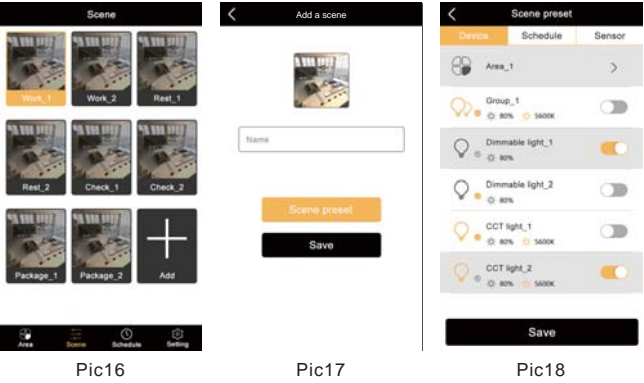 Scene
Work_1
Work_2
Rest_1
Rest_2
Check_1
Check_2
Package_1
Package_2
Add
Area
Scene
Schedule
Setting
Pic16
Add a scene
Name
Scene preset
Save
Pic17
Scene preset
Device
Schedule
Sensor
Area_1
Group_1
80% 5600K
Dimmable light_1
80%
Dimmable light_2
80%
CCT light_1
80% 5600K
CCT light_2
80% 5600K
Save
Pic18